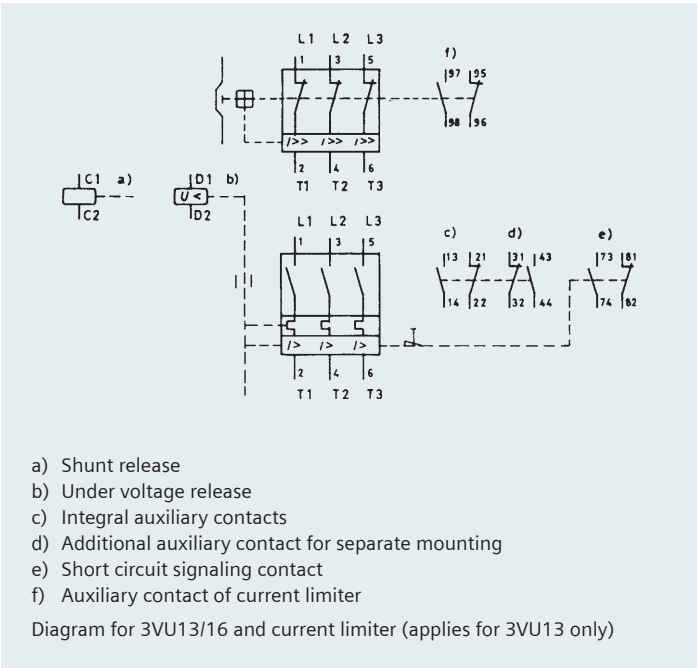 L1 L2 L3
f)
1 3 5
97 95
98 96
I>> I>> I>>
2 4 6
T1 T2 T3
C1 a) D1 b)
U<
C2 D2
L1 L2 L3
1 3 5
c) d) e)
13 21 31 43 73 81
14 22 32 44 74 82
I> I> I>
2 4 6
T1 T2 T3
a) Shunt release
b) Under voltage release
c) Integral auxiliary contacts
d) Additional auxiliary contact for separate mounting
e) Short circuit signaling contact
f) Auxiliary contact of current limiter
Diagram for 3VU13/16 and current limiter (applies for 3VU13 only)